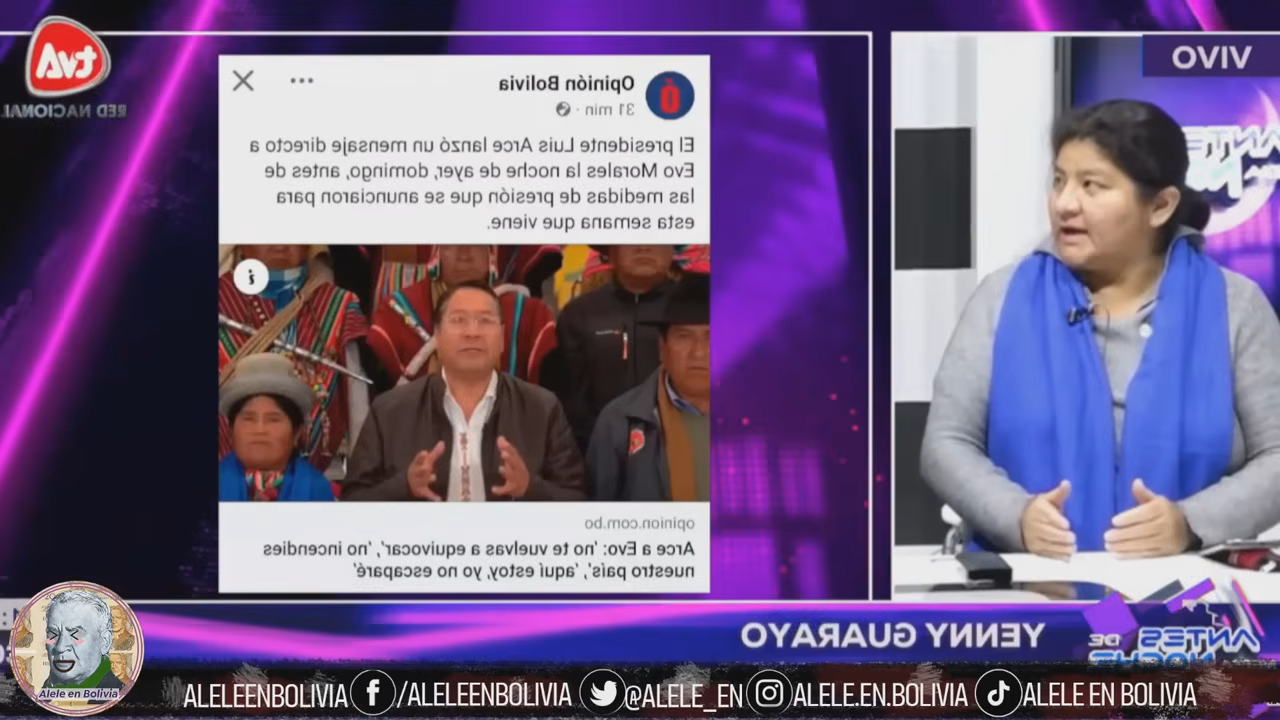 tvA
RED NACIONAL
VIVO
Opinión Bolivia
31 min
El presidente Luis Arce lanzó un mensaje directo a
Evo Morales la noche de ayer, domingo, antes de
las medidas de presión que se anunciaron para
esta semana que viene.
opinion.com.bo
Arce a Evo: 'no te vuelvas a equivocar', 'no incendies
nuestro país', 'aquí estoy, yo no escaparé'
YENNY GUARAYO
ANTES DE
NOCHE
Alele en Bolivia
ALELEENBOLIVIA
/ALELEENBOLIVIA
@ALELE_EN
ALELE.EN.BOLIVIA
ALELE EN BOLIVIA